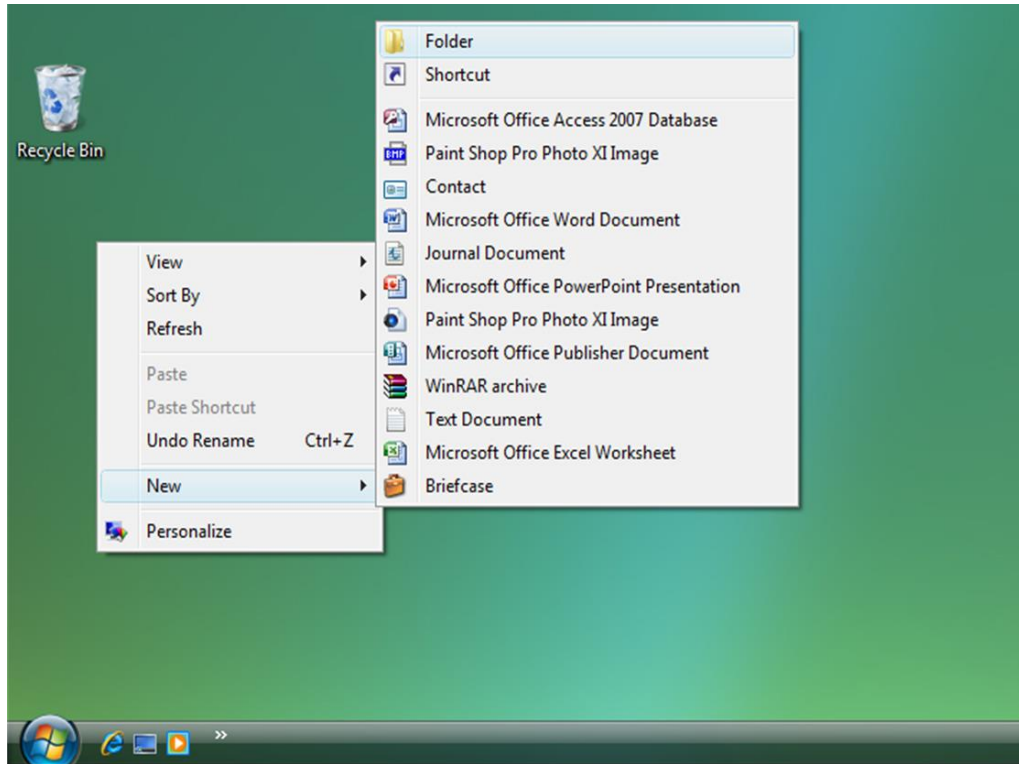 Recycle Bin
View
Sort By
Refresh
Paste
Paste Shortcut
Undo Rename Ctrl+Z
New
Personalize
Folder
Shortcut
Microsoft Office Access 2007 Database
BMP Paint Shop Pro Photo XI Image
Contact
Microsoft Office Word Document
Journal Document
Microsoft Office PowerPoint Presentation
Paint Shop Pro Photo XI Image
Microsoft Office Publisher Document
WinRAR archive
Text Document
Microsoft Office Excel Worksheet
Briefcase